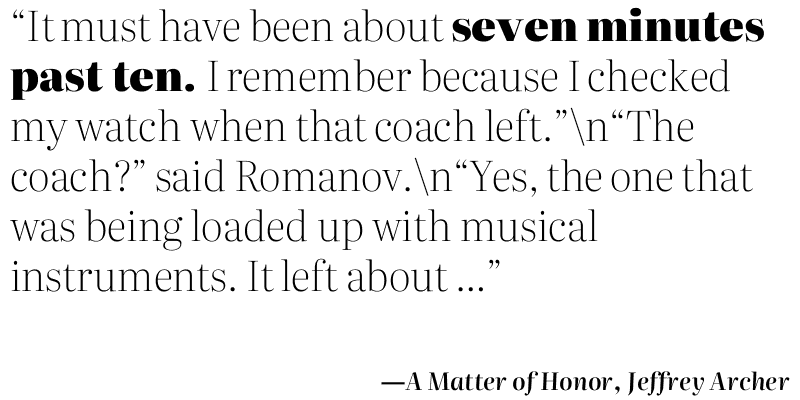 “It must have been about seven minutes
past ten. I remember because I checked
my watch when that coach left.”\n“The
coach?” said Romanov.\n“Yes, the one that
was being loaded up with musical
instruments. It left about ...”
—A Matter of Honor, Jeffrey Archer